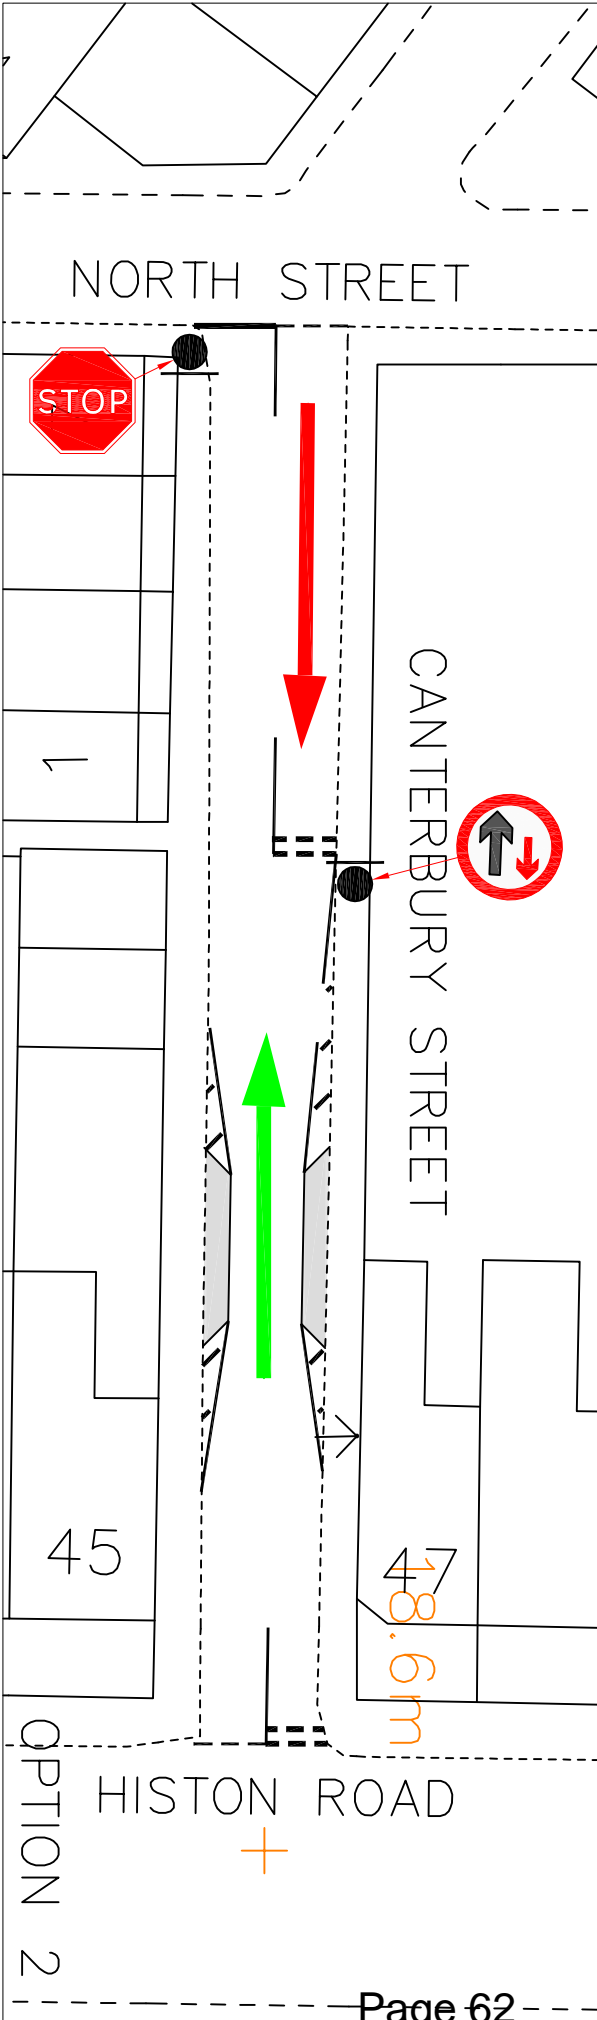 NORTH STREET
STOP
1
CANTERBURY STREET
45
47
18.6m
HISTON ROAD
OPTION 2
Page 62